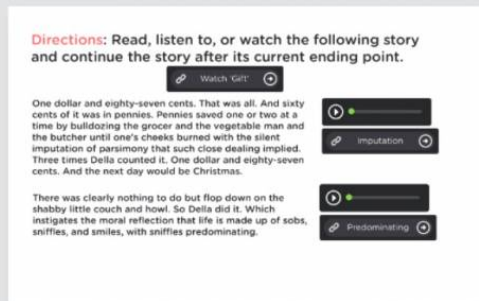 Directions: Read, listen to, or watch the following story
and continue the story after its current ending point.
Watch 'Gift'
One dollar and eighty-seven cents. That was all. And sixty
cents of it was in pennies. Pennies saved one or two at a
time by bulldozing the grocer and the vegetable man and
the butcher until one's cheeks burned with the silent
imputation of parsimony that such close dealing implied.
Three times Della counted it. One dollar and eighty-seven
cents. And the next day would be Christmas.
Imputation
There was clearly nothing to do but flop down on the
shabby little couch and howl. So Della did it. Which
instigates the moral reflection that life is made up of sobs,
sniffles, and smiles, with sniffles predominating.
Predominating